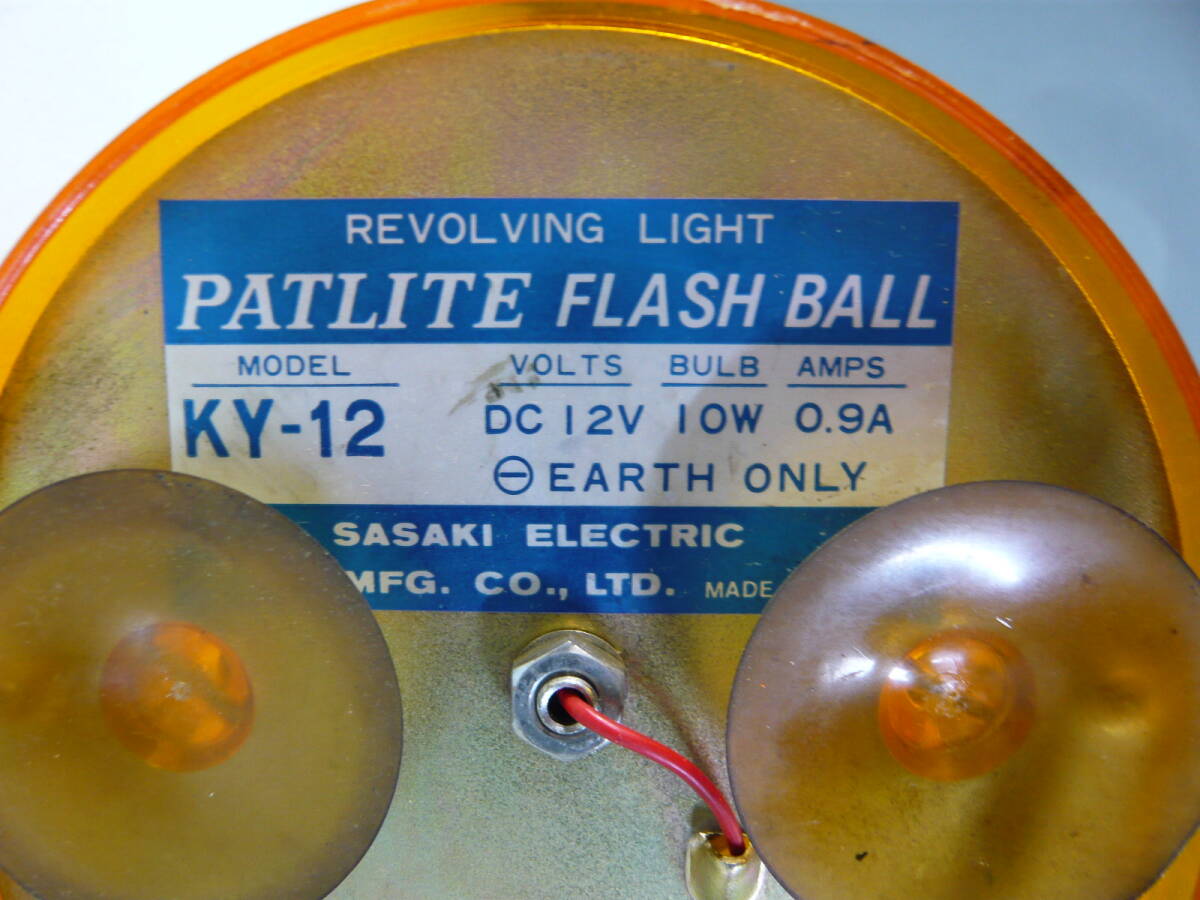 REVOLVING LIGHT
PATLITE FLASH BALL
MODEL VOLTS BULB AMPS
KY-12 DC 12V 10W 0.9A
⊖ EARTH ONLY
SASAKI ELECTRIC
MFG. CO., LTD. MADE